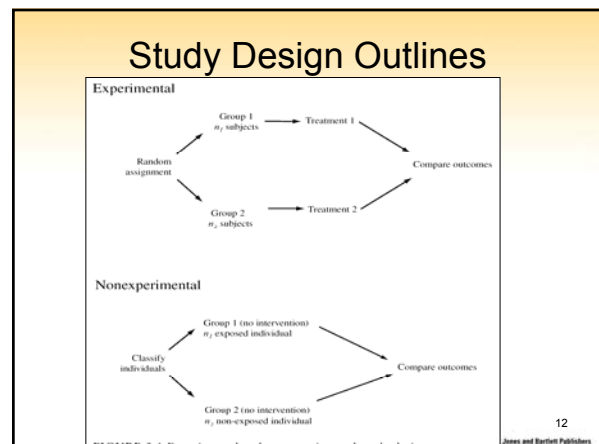 Study Design Outlines
Experimental
Group 1
n₁ subjects
Treatment 1
Random
assignment
Compare outcomes
Group 2
n₂ subjects
Treatment 2
Nonexperimental
Group 1 (no intervention)
n₁ exposed individual
Classify
individuals
Compare outcomes
Group 2 (no intervention)
n₂ non-exposed individual
12
Jones and Bartlett Publishers